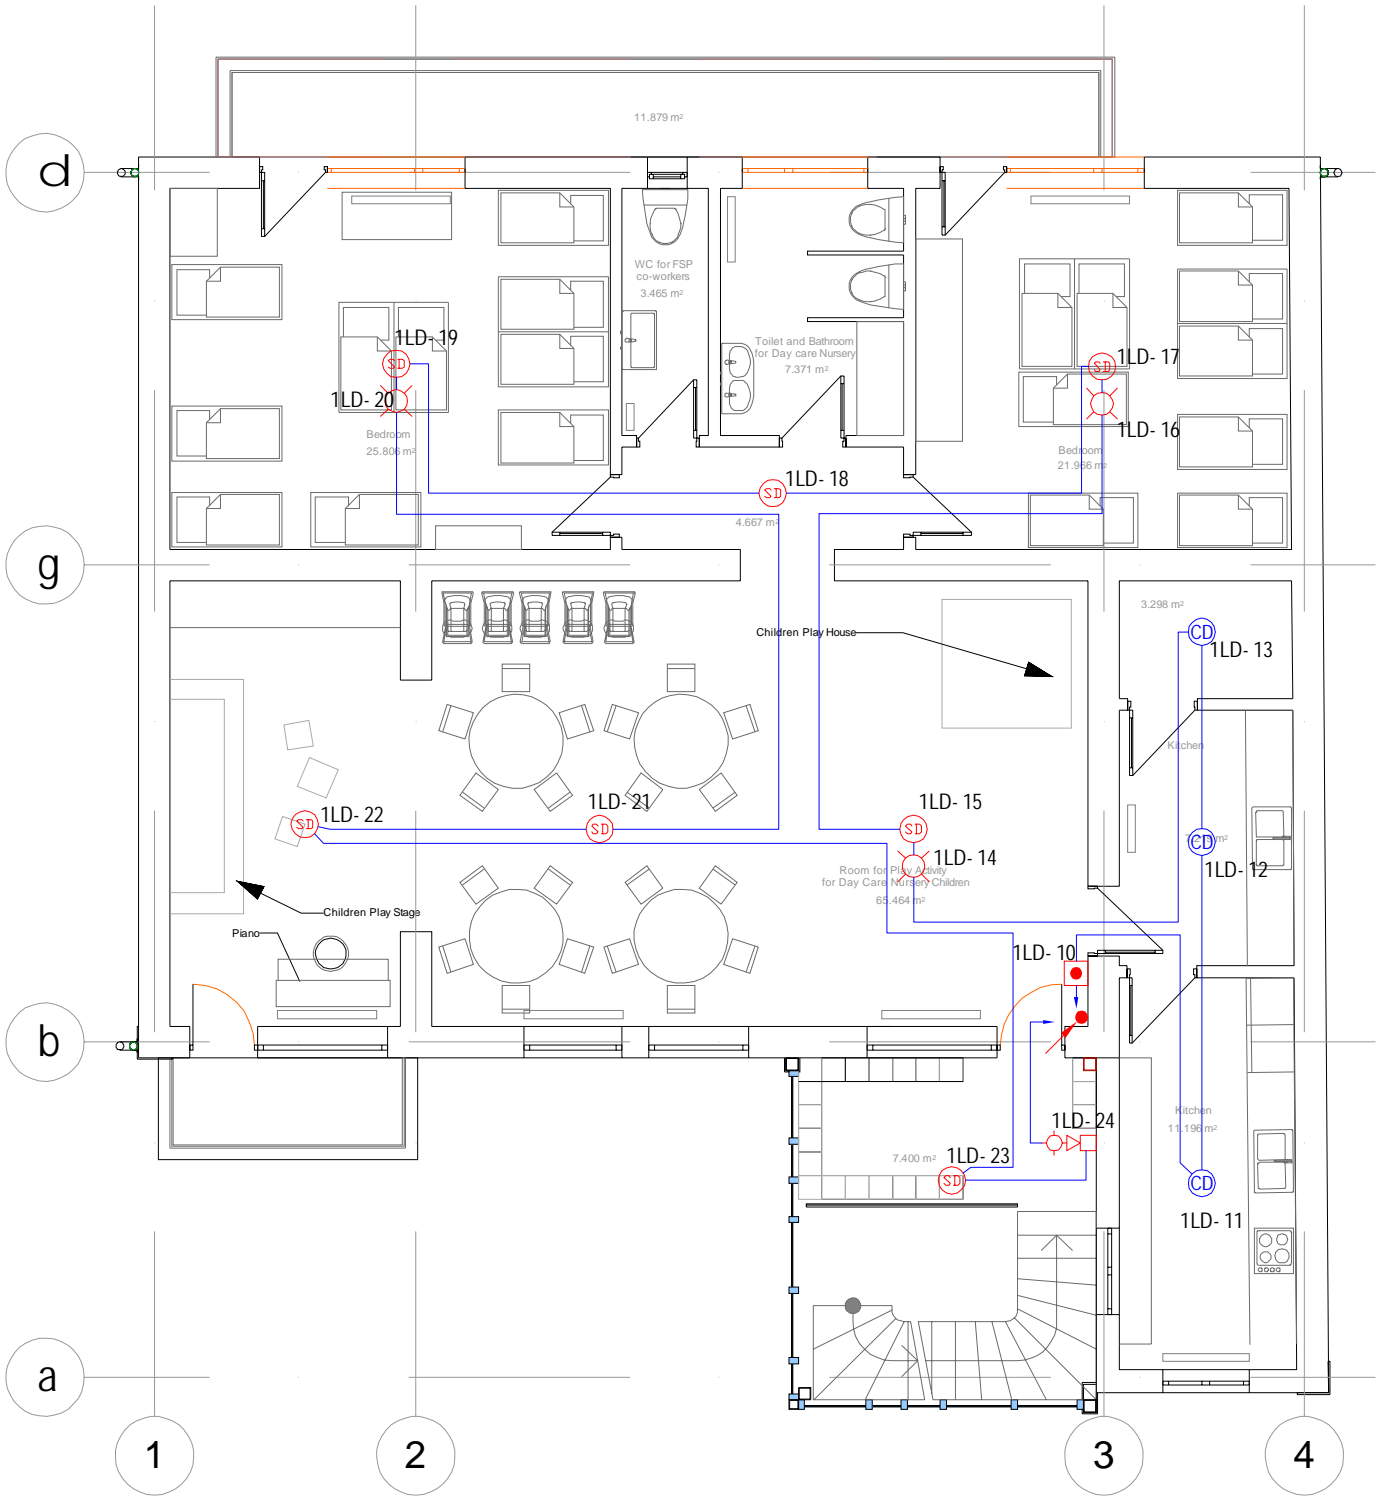 11.879 m²
d
WC for FSP
co-workers
3.465 m²
Toilet and Bathroom
for Day care Nursery
7.371 m²
1LD- 19
SD
1LD- 20
Bedroom
25.806 m²
1LD- 17
SD
1LD- 16
Bedroom
21.966 m²
1LD- 18
SD
4.667 m²
g
3.298 m²
CD
1LD- 13
Children Play House
Kitchen
1LD- 22
SD
1LD- 21
SD
1LD- 15
SD
1LD- 14
CD
m²
1LD- 12
Room for Play Activity
for Day Care Nursery Children
65.464 m²
Children Play Stage
Piano
1LD- 10
b
Kitchen
11.196 m²
1LD- 24
7.400 m²
1LD- 23
SD
CD
1LD- 11
a
1
2
3
4